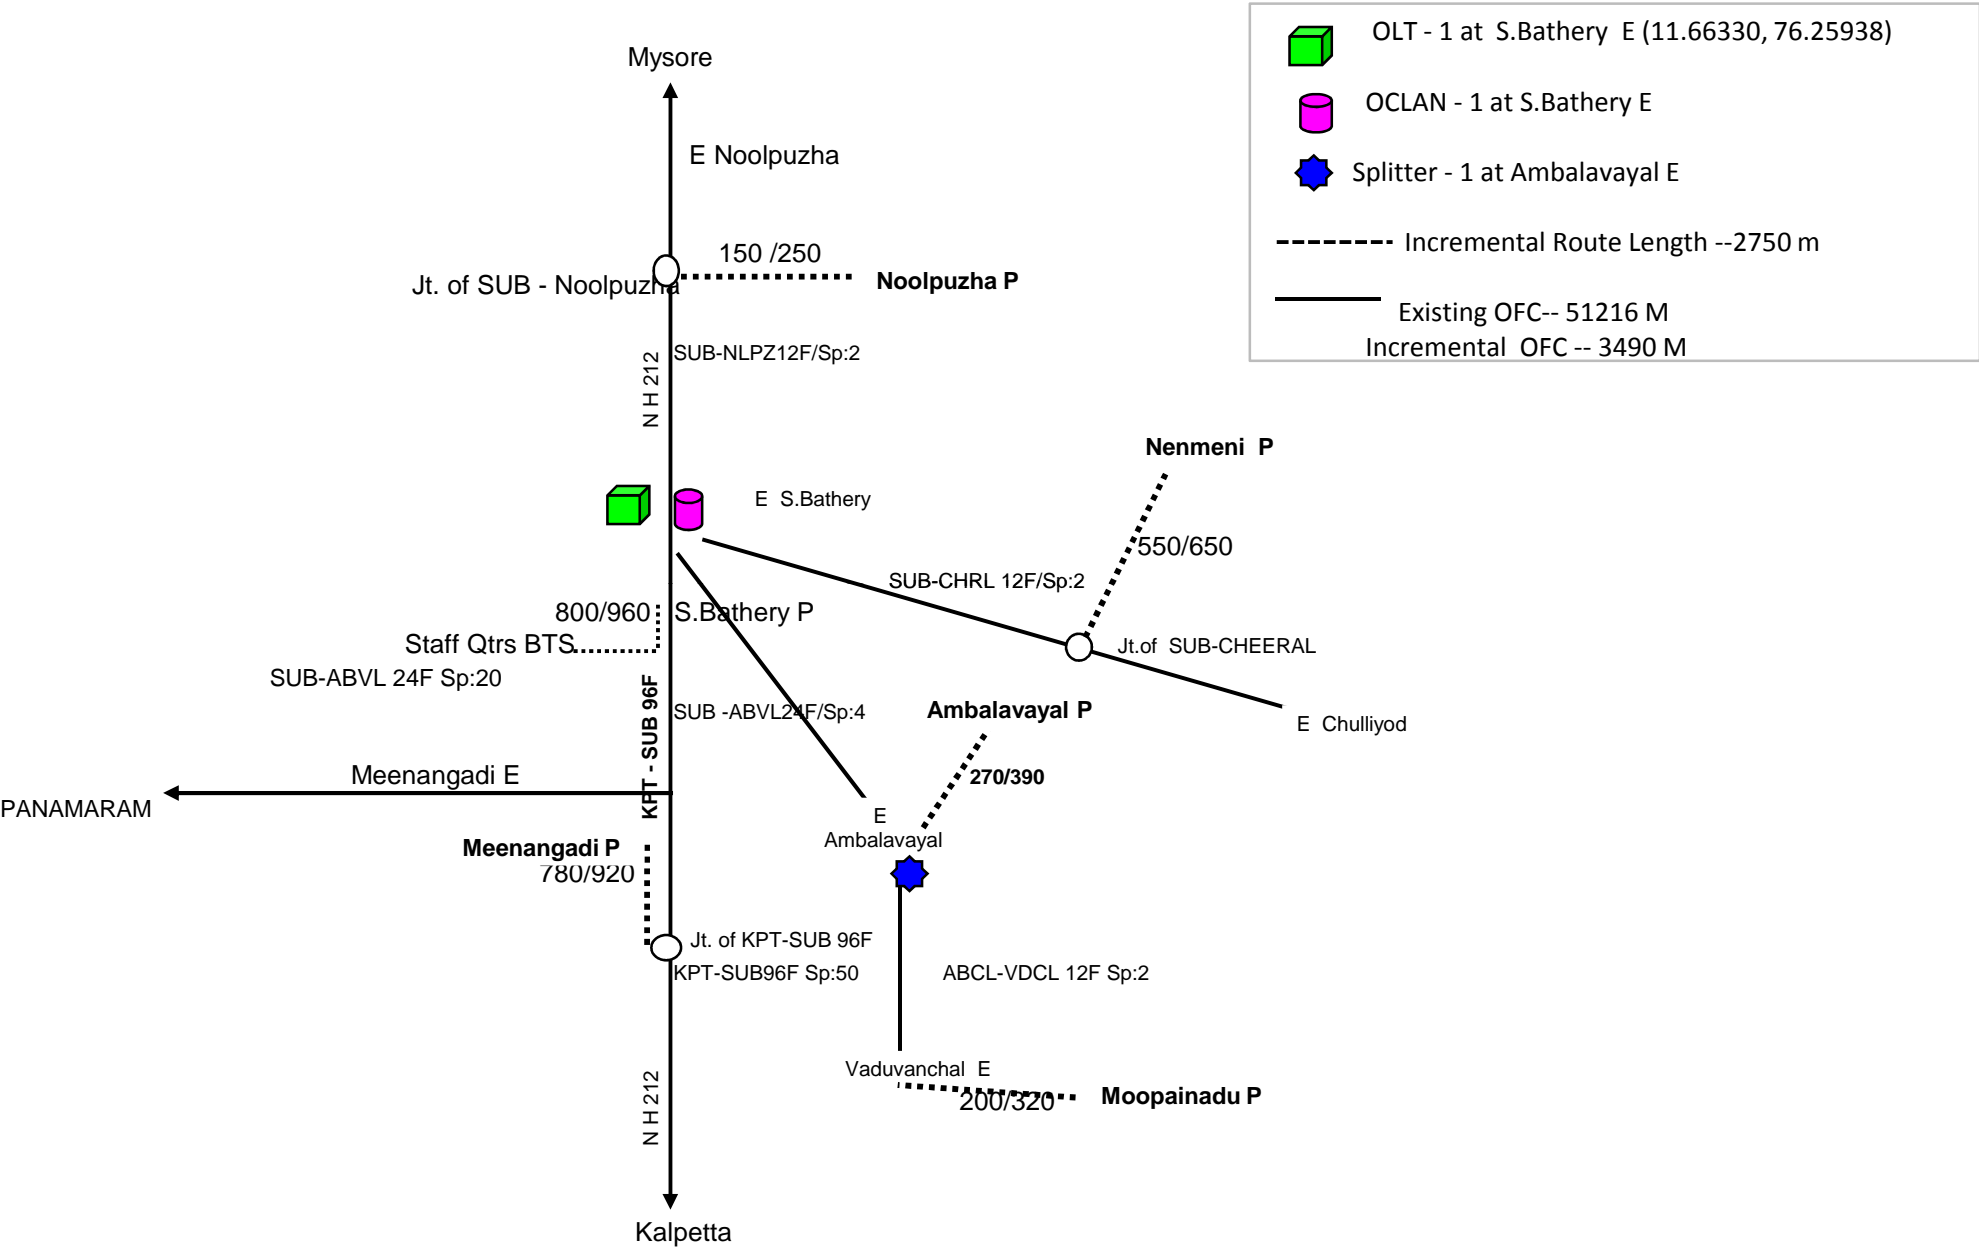 OLT - 1 at S.Bathery E (11.66330, 76.25938)
OCLAN - 1 at S.Bathery E
Splitter - 1 at Ambalavayal E
Incremental Route Length --2750 m
Existing OFC-- 51216 M
Incremental OFC -- 3490 M
Mysore
E Noolpuzha
150 /250
Jt. of SUB - Noolpuzha
Noolpuzha P
SUB-NLPZ12F/Sp:2
N H 212
Nenmeni P
E S.Bathery
550/650
SUB-CHRL 12F/Sp:2
800/960
S.Bathery P
Staff Qtrs BTS
Jt.of SUB-CHEERAL
SUB-ABVL 24F Sp:20
KPT - SUB 96F
SUB -ABVL24F/Sp:4
Ambalavayal P
E Chulliyod
Meenangadi E
270/390
PANAMARAM
E
Ambalavayal
Meenangadi P
780/920
Jt. of KPT-SUB 96F
KPT-SUB96F Sp:50
ABCL-VDCL 12F Sp:2
Vaduvanchal E
200/320
Moopainadu P
N H 212
Kalpetta